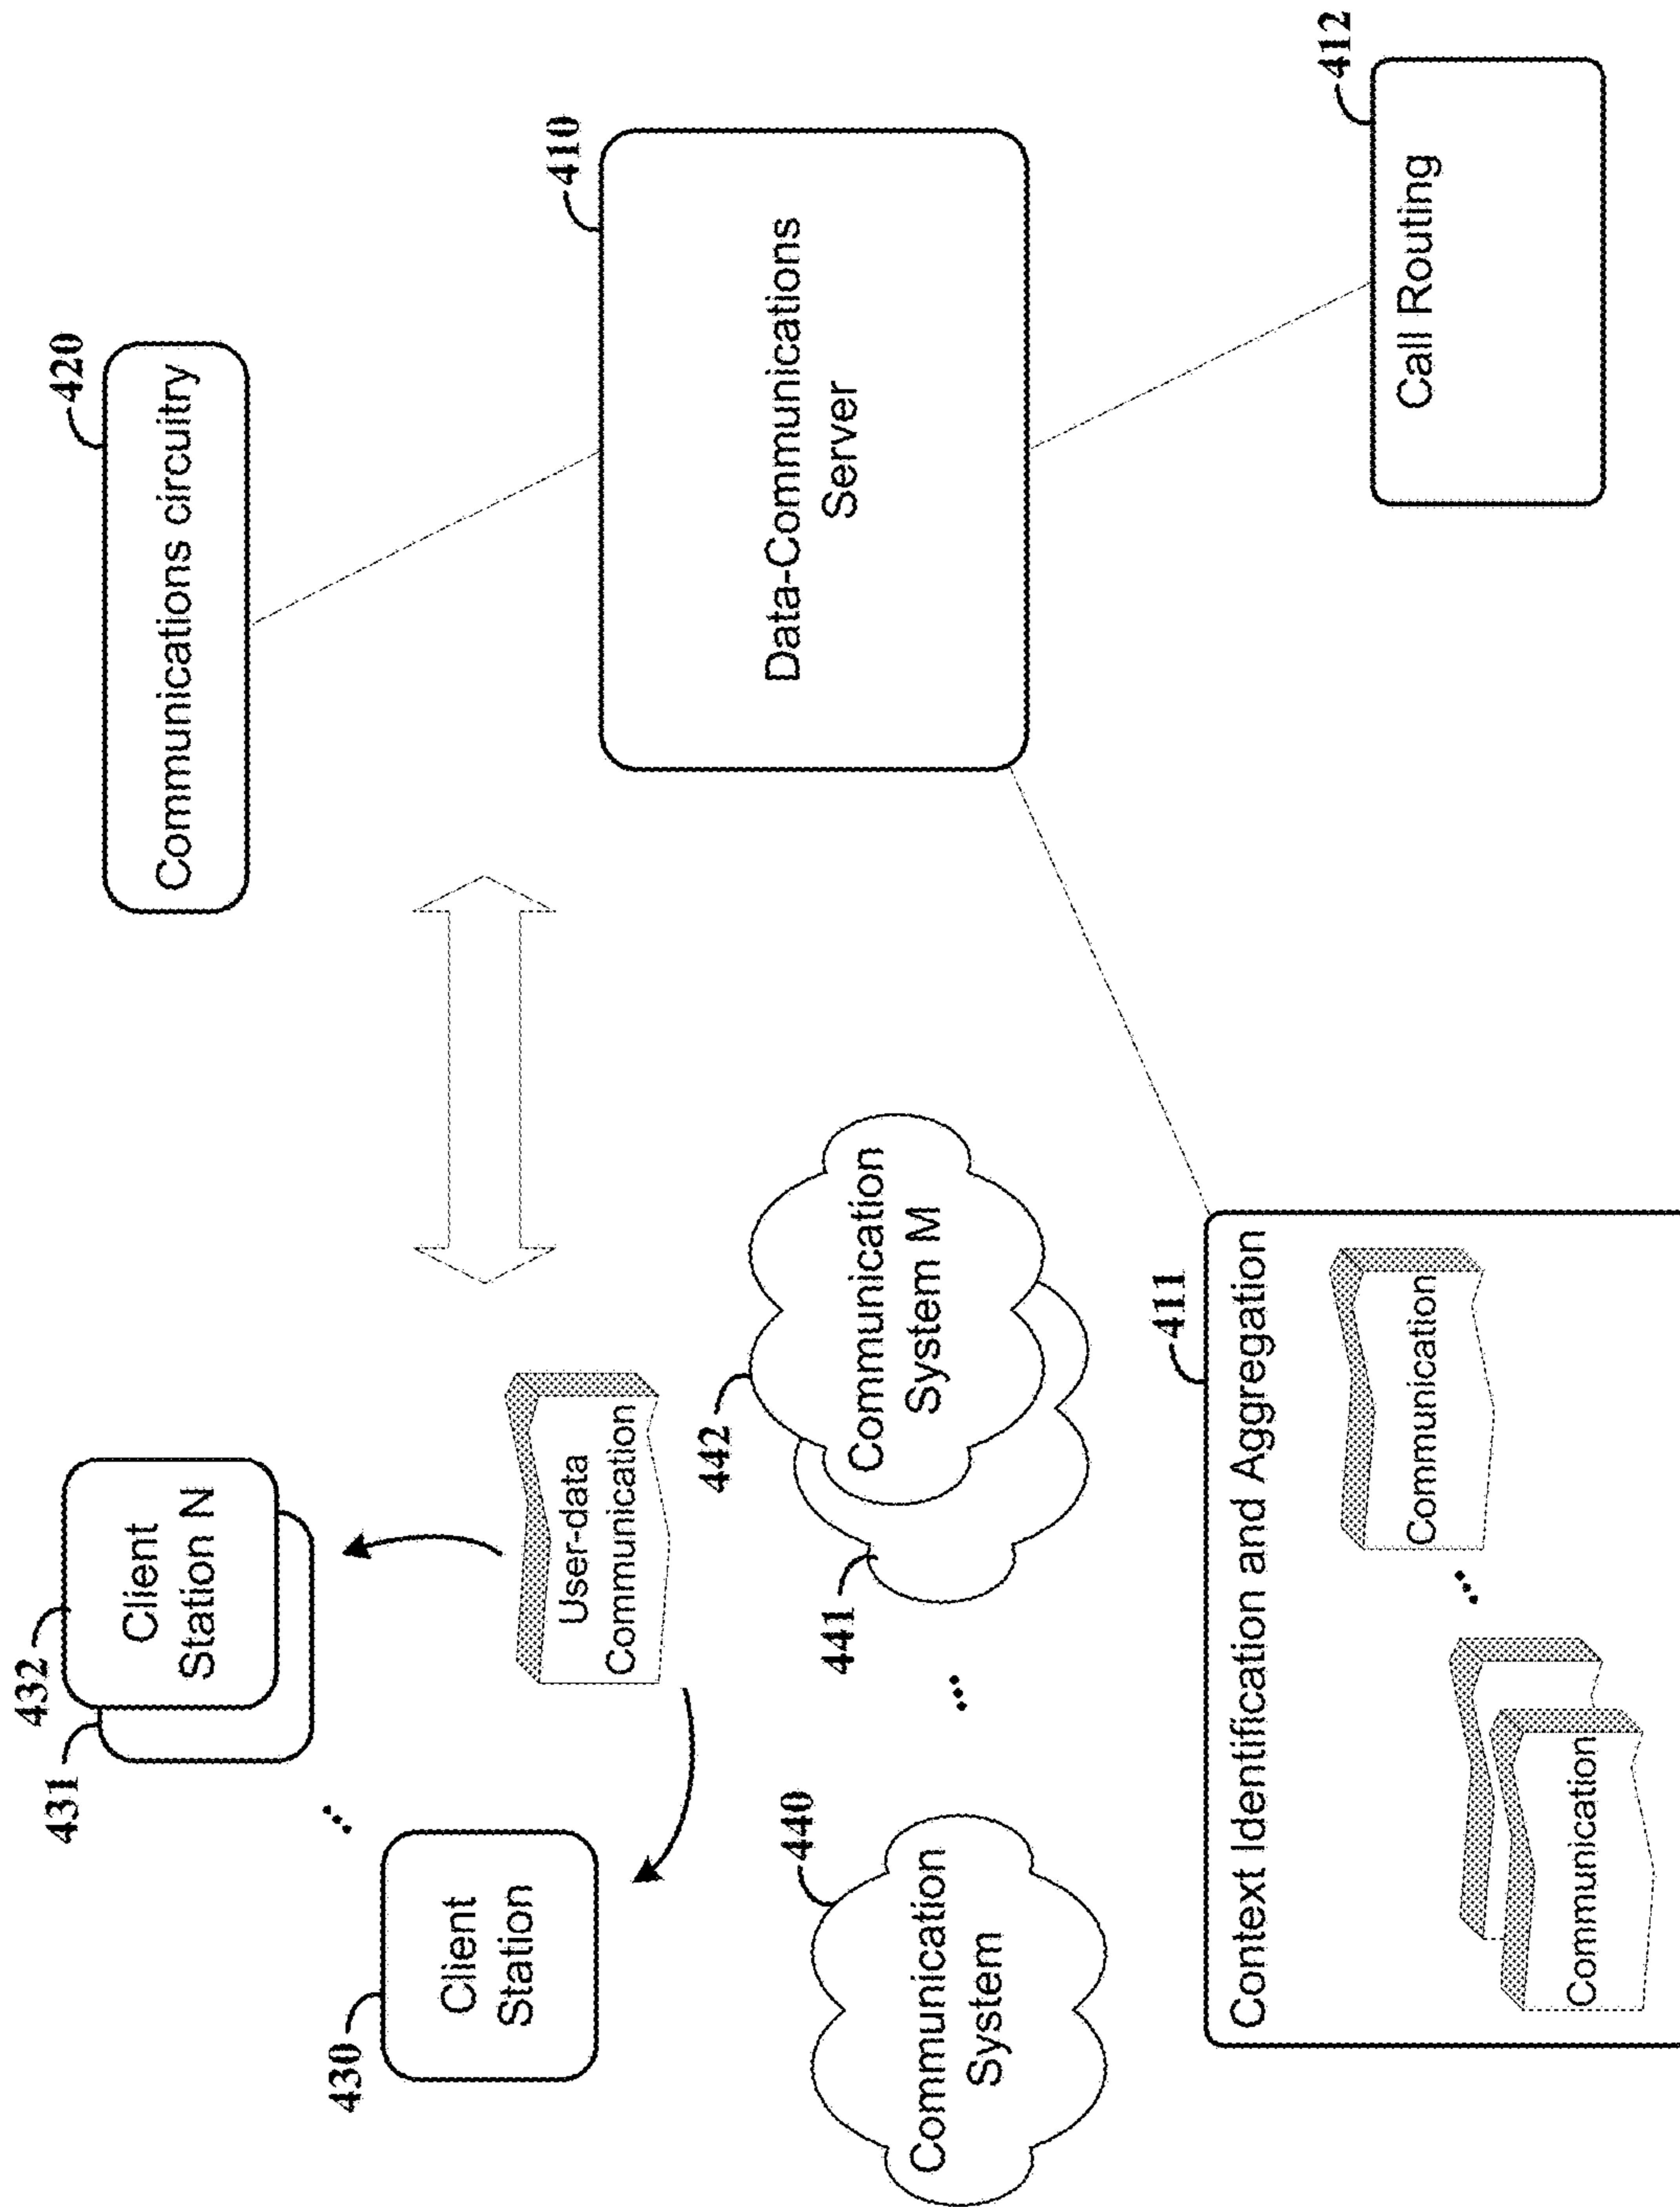 432
431
Client
Station N
430
Client
Station
User-data
Communication
420
Communications circuitry
442
Communication
System M
441
440
Communication
System
410
Data-Communications
Server
411
Context Identification and Aggregation
Communication
Communication
412
Call Routing
...
...
...